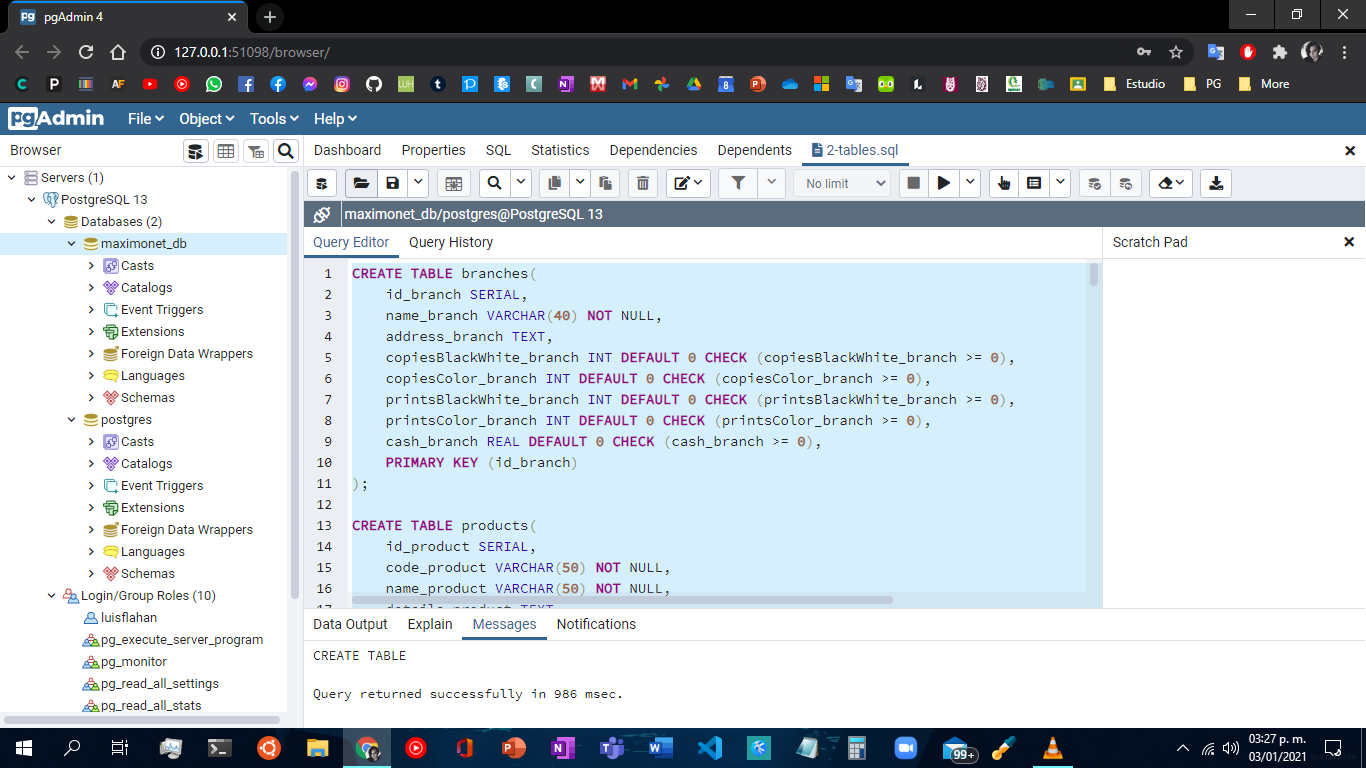 pgAdmin 4
127.0.0.1:51098/browser/
Estudio PG More
pgAdmin File Object Tools Help
Browser
Dashboard Properties SQL Statistics Dependencies Dependents 2-tables.sql
No limit
maximonet_db/postgres@PostgreSQL 13
Query Editor Query History
Scratch Pad
Servers (1)
PostgreSQL 13
Databases (2)
maximonet_db
Casts
Catalogs
Event Triggers
Extensions
Foreign Data Wrappers
Languages
Schemas
postgres
Casts
Catalogs
Event Triggers
Extensions
Foreign Data Wrappers
Languages
Schemas
Login/Group Roles (10)
luisflahan
pg_execute_server_program
pg_monitor
pg_read_all_settings
pg_read_all_stats
1 CREATE TABLE branches(
2 id_branch SERIAL,
3 name_branch VARCHAR(40) NOT NULL,
4 address_branch TEXT,
5 copiesBlackWhite_branch INT DEFAULT 0 CHECK (copiesBlackWhite_branch >= 0),
6 copiesColor_branch INT DEFAULT 0 CHECK (copiesColor_branch >= 0),
7 printsBlackWhite_branch INT DEFAULT 0 CHECK (printsBlackWhite_branch >= 0),
8 printsColor_branch INT DEFAULT 0 CHECK (printsColor_branch >= 0),
9 cash_branch REAL DEFAULT 0 CHECK (cash_branch >= 0),
10 PRIMARY KEY (id_branch)
11 );
12
13 CREATE TABLE products(
14 id_product SERIAL,
15 code_product VARCHAR(50) NOT NULL,
16 name_product VARCHAR(50) NOT NULL,
17 details_product TEXT
Data Output Explain Messages Notifications
CREATE TABLE
Query returned successfully in 986 msec.
99+
03:27 p. m.
03/01/2021